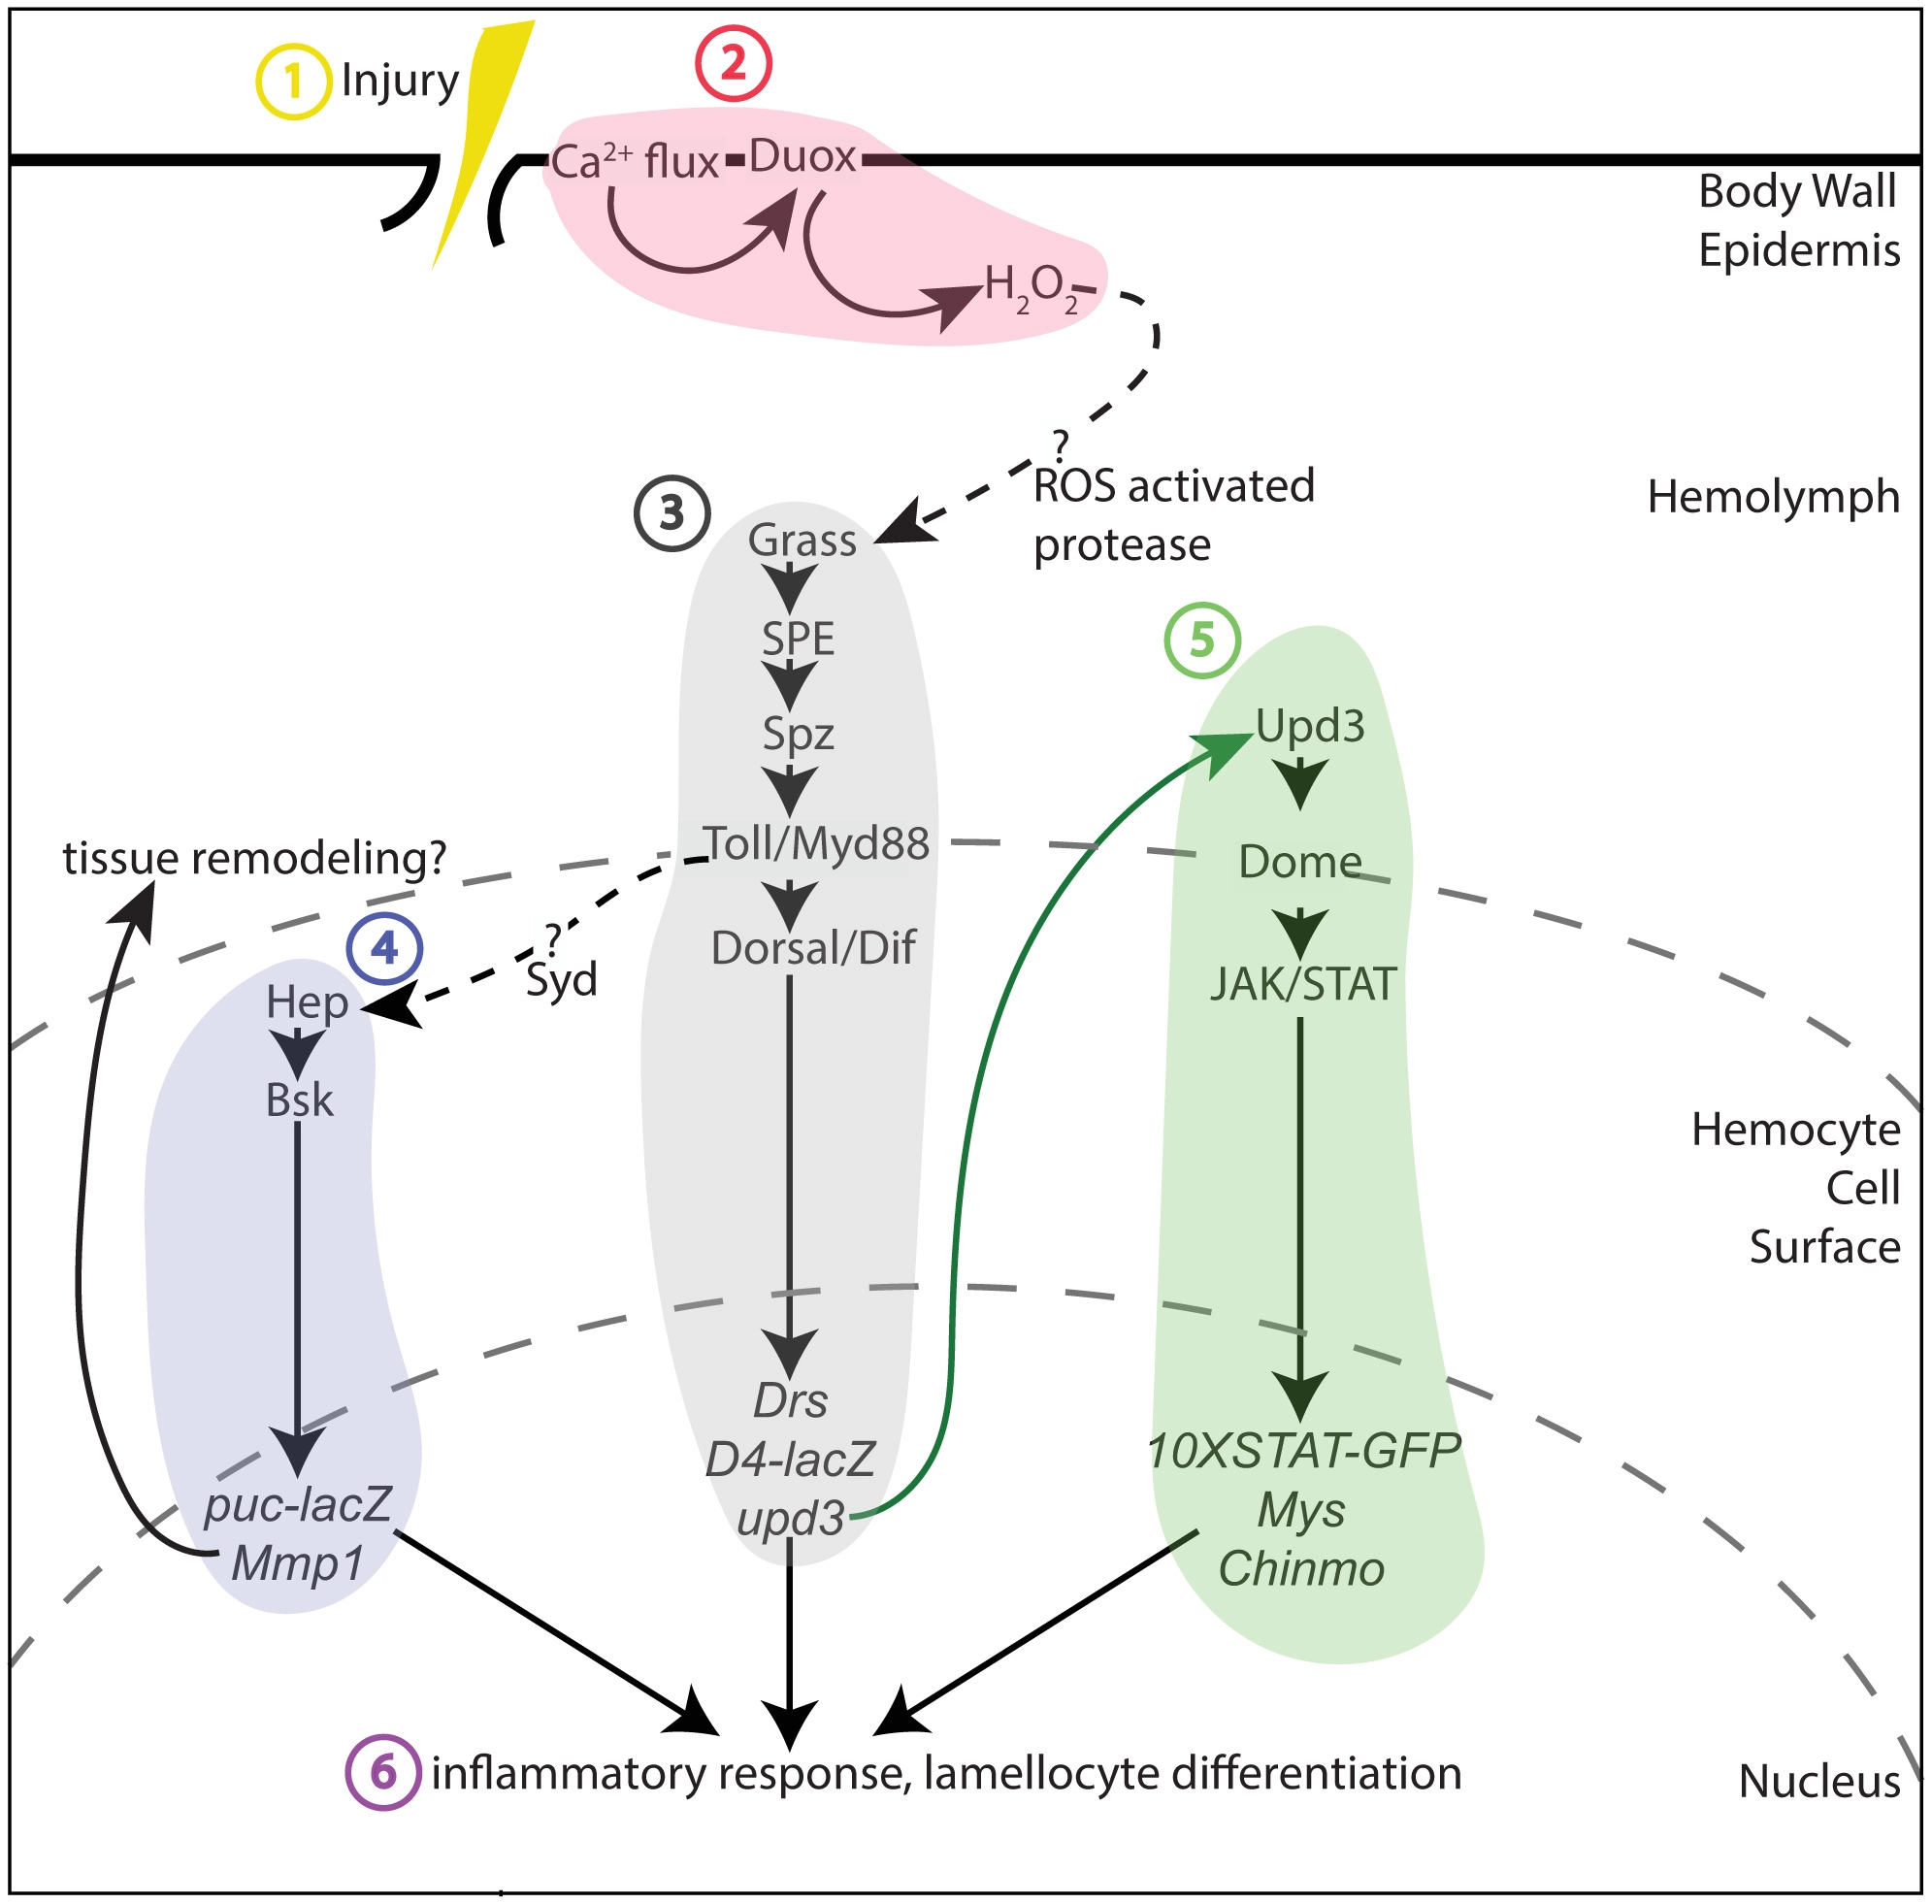 1 Injury
2
Ca²⁺ flux Duox
H₂O₂
Body Wall
Epidermis
?
ROS activated
protease
Hemolymph
3
Grass
SPE
Spz
Toll/Myd88
Dorsal/Dif
Drs
D4-lacZ
upd3
5
Upd3
Dome
JAK/STAT
10XSTAT-GFP
Mys
Chinmo
tissue remodeling?
4
?
Syd
Hep
Bsk
puc-lacZ
Mmp1
Hemocyte
Cell
Surface
6 inflammatory response, lamellocyte differentiation
Nucleus